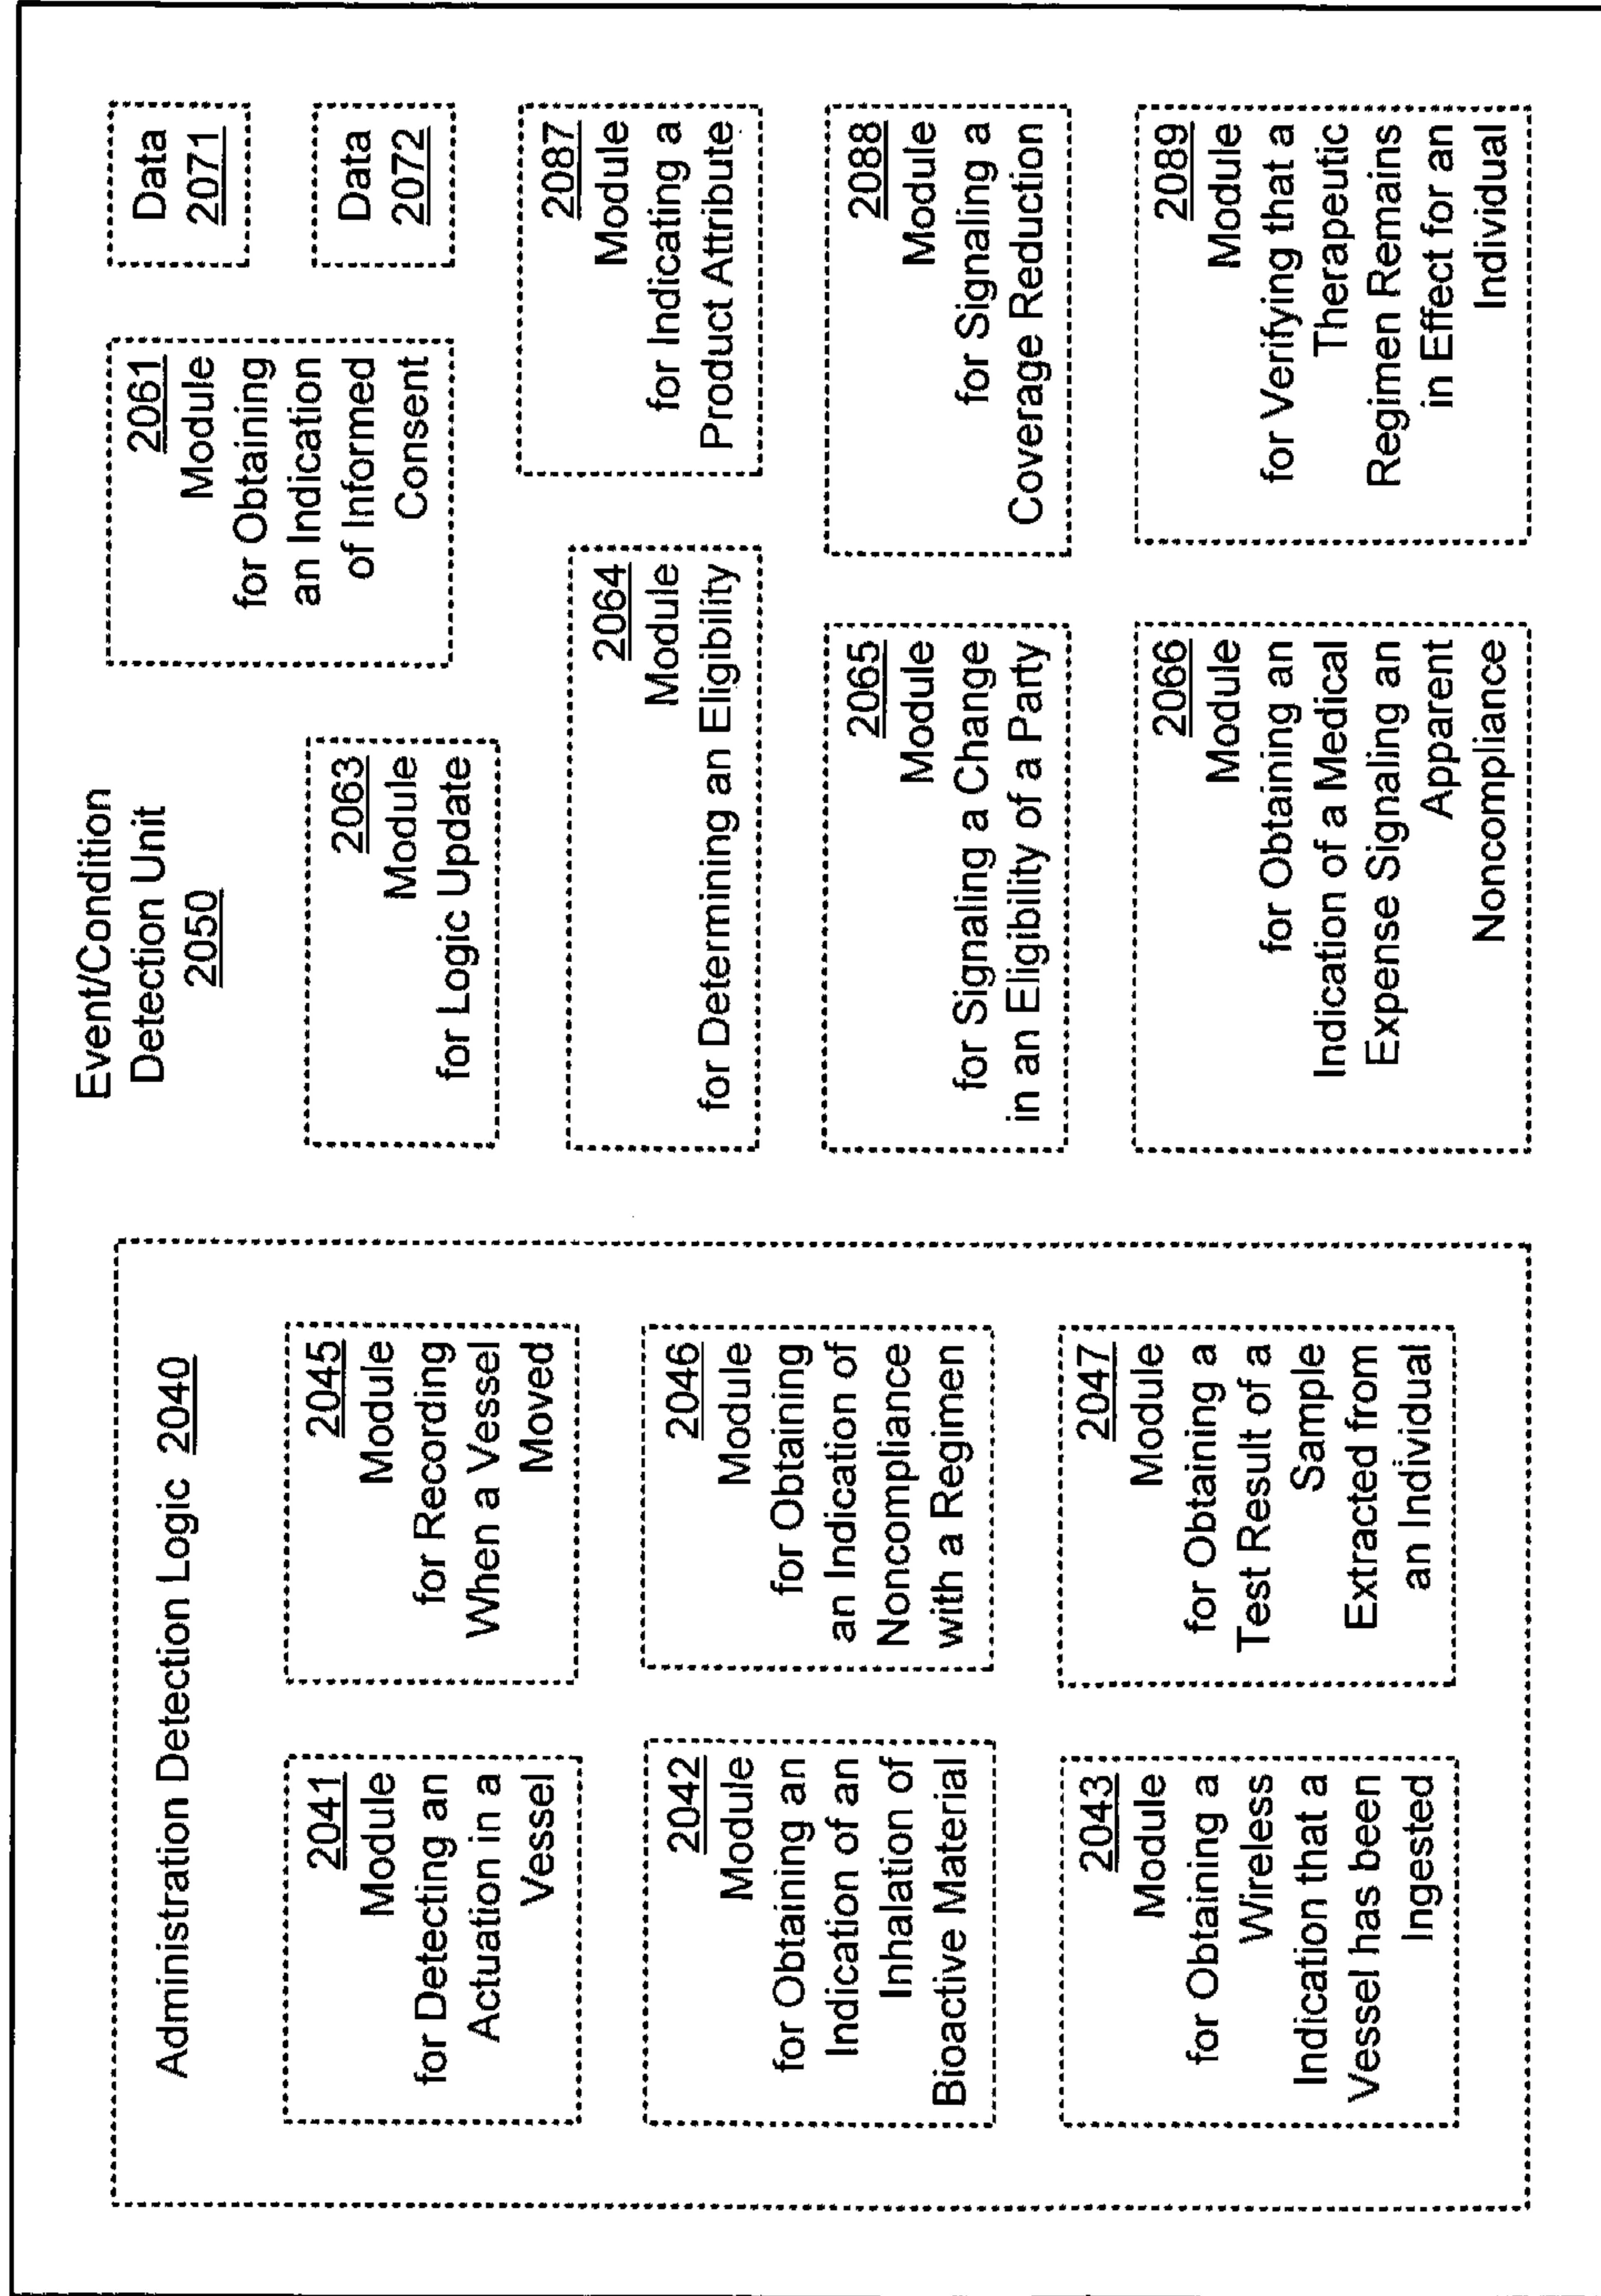 Event/Condition
Detection Unit
2050
Administration Detection Logic 2040
2041
Module
for Detecting an
Actuation in a
Vessel
2045
Module
for Recording
When a Vessel
Moved
2042
Module
for Obtaining an
Indication of an
Inhalation of
Bioactive Material
2046
Module
for Obtaining
an Indication of
Noncompliance
with a Regimen
2043
Module
for Obtaining a
Wireless
Indication that a
Vessel has been
Ingested
2047
Module
for Obtaining a
Test Result of a
Sample
Extracted from
an Individual
2061
Module
for Obtaining
an Indication
of Informed
Consent
Data
2071
Data
2072
2063
Module
for Logic Update
2064
Module
for Determining an Eligibility
2087
Module
for Indicating a
Product Attribute
2065
Module
for Signaling a Change
in an Eligibility of a Party
2088
Module
for Signaling a
Coverage Reduction
2066
Module
for Obtaining an
Indication of a Medical
Expense Signaling an
Apparent
Noncompliance
2089
Module
for Verifying that a
Therapeutic
Regimen Remains
in Effect for an
Individual